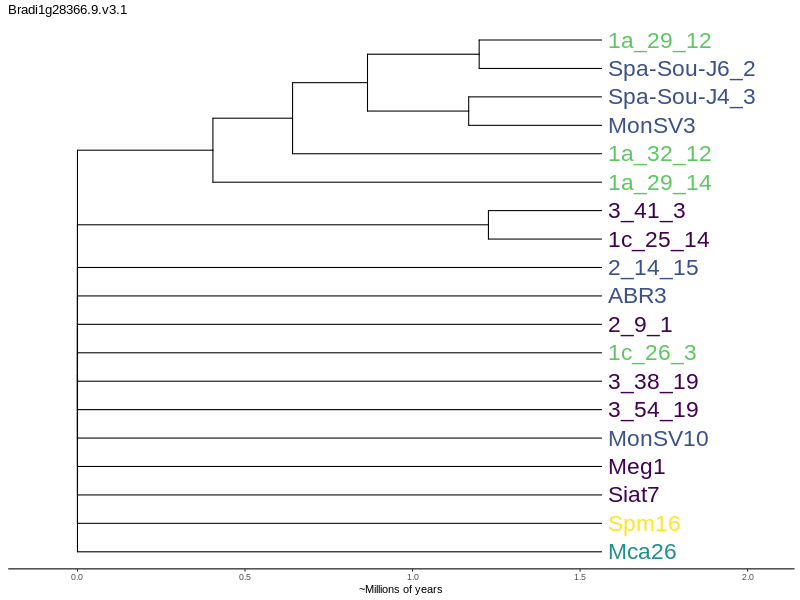 Bradi1g28366.9.v3.1
1a_29_12
Spa-Sou-J6_2
Spa-Sou-J4_3
MonSV3
1a_32_12
1a_29_14
3_41_3
1c_25_14
2_14_15
ABR3
2_9_1
1c_26_3
3_38_19
3_54_19
MonSV10
Meg1
Siat7
Spm16
Mca26
0.0 0.5 1.0 1.5 2.0
~Millions of years